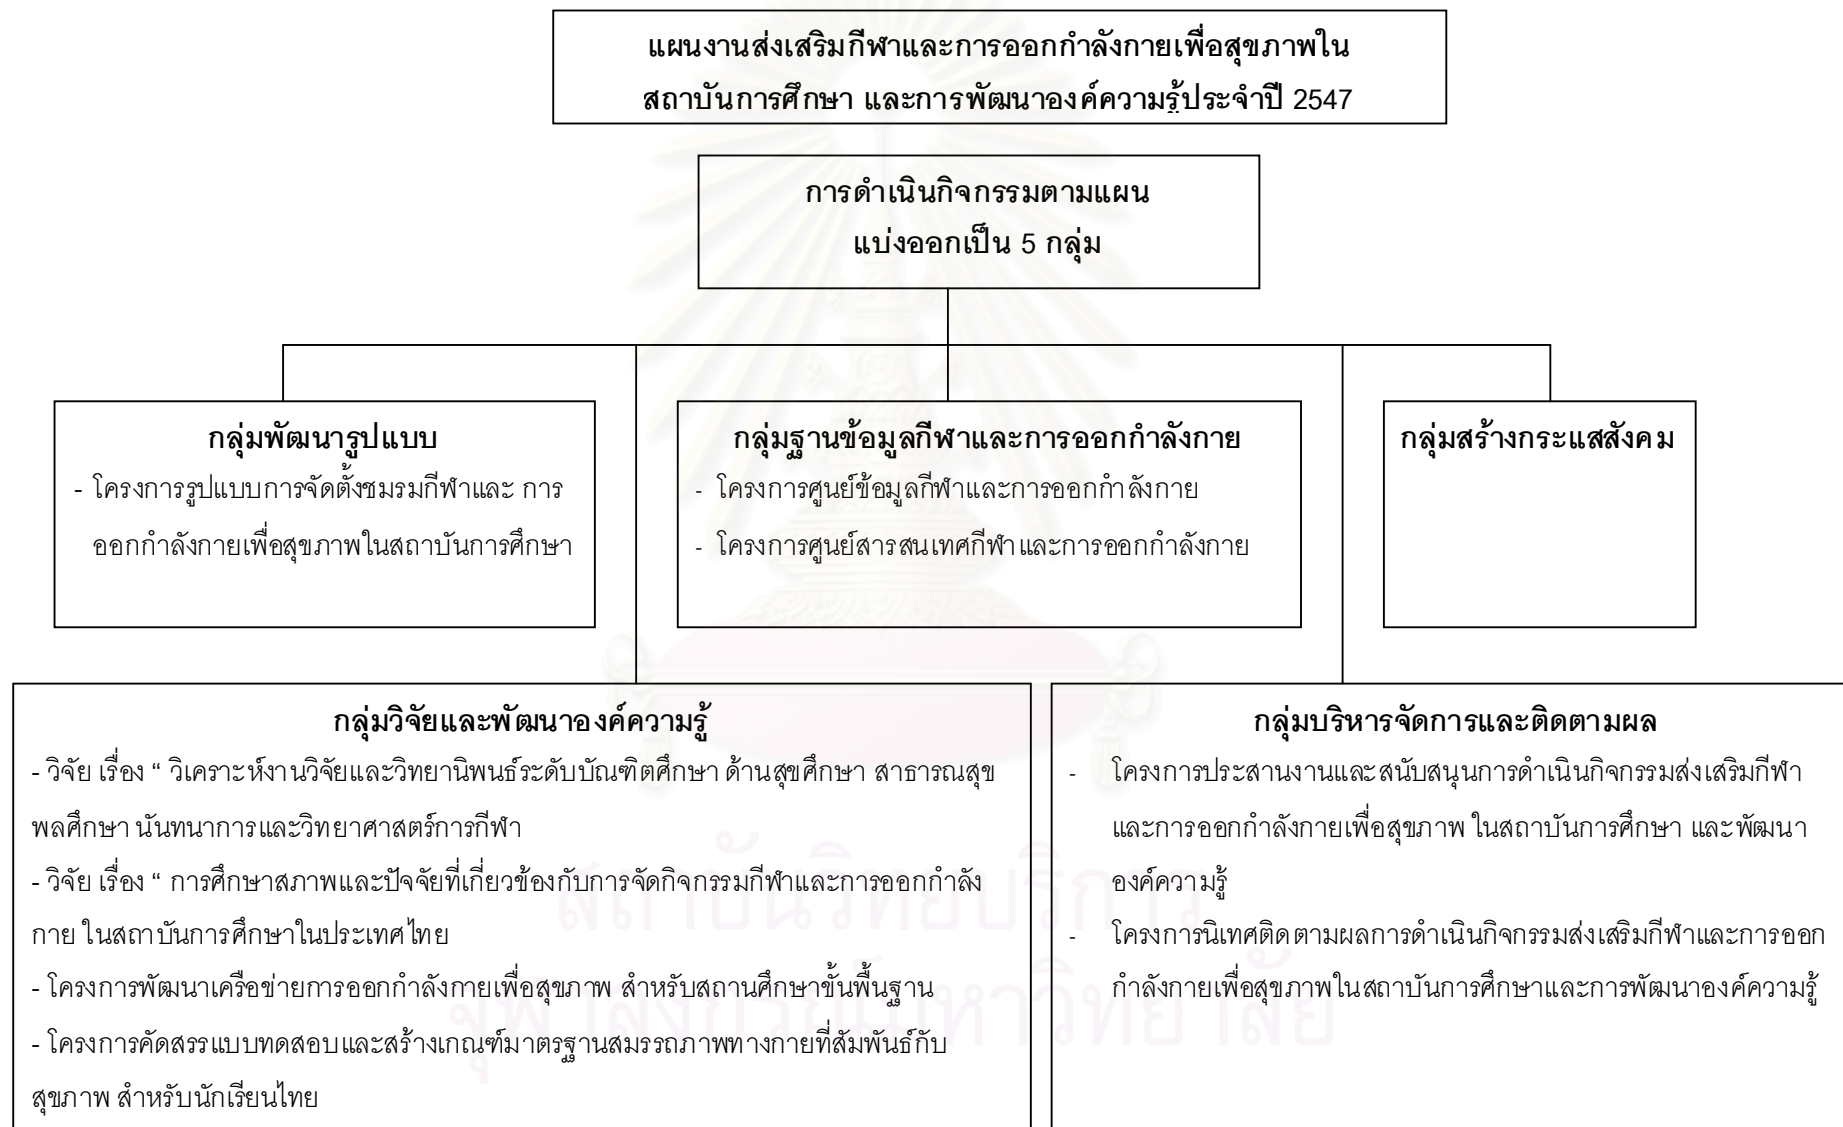 แผนงานส่งเสริมกีฬาและการออกกำลังกายเพื่อสุขภาพใน
สถาบันการศึกษา และการพัฒนาองค์ความรู้ประจำปี 2547
การดำเนินกิจกรรมตามแผน
แบ่งออกเป็น 5 กลุ่ม
กลุ่มพัฒนารูปแบบ
- โครงการรูปแบบการจัดตั้งชมรมกีฬาและ การ
ออกกำลังกายเพื่อสุขภาพในสถาบันการศึกษา
กลุ่มฐานข้อมูลกีฬาและการออกกำลังกาย
- โครงการศูนย์ข้อมูลกีฬาและการออกกำลังกาย
- โครงการศูนย์สารสนเทศกีฬาและการออกกำลังกาย
กลุ่มสร้างกระแสสังคม
กลุ่มวิจัยและพัฒนาองค์ความรู้
- วิจัย เรื่อง “ วิเคราะห์งานวิจัยและวิทยานิพนธ์ระดับบัณฑิตศึกษา ด้านสุขศึกษา สาธารณสุข
พลศึกษา นันทนาการและวิทยาศาสตร์การกีฬา
- วิจัย เรื่อง “ การศึกษาสภาพและปัจจัยที่เกี่ยวข้องกับการจัดกิจกรรมกีฬาและการออกกำลัง
กาย ในสถาบันการศึกษาในประเทศไทย
- โครงการพัฒนาเครือข่ายการออกกำลังกายเพื่อสุขภาพ สำหรับสถานศึกษาขั้นพื้นฐาน
- โครงการคัดสรรแบบทดสอบและสร้างเกณฑ์มาตรฐานสมรรถภาพทางกายที่สัมพันธ์กับ
สุขภาพ สำหรับนักเรียนไทย
กลุ่มบริหารจัดการและติดตามผล
- โครงการประสานงานและสนับสนุนการดำเนินกิจกรรมส่งเสริมกีฬา
และการออกกำลังกายเพื่อสุขภาพ ในสถาบันการศึกษา และพัฒนา
องค์ความรู้
- โครงการนิเทศติดตามผลการดำเนินกิจกรรมส่งเสริมกีฬาและการออก
กำลังกายเพื่อสุขภาพในสถาบันการศึกษาและการพัฒนาองค์ความรู้
สถาบันวิทยบริการ
จุฬาลงกรณ์มหาวิทยาลัย